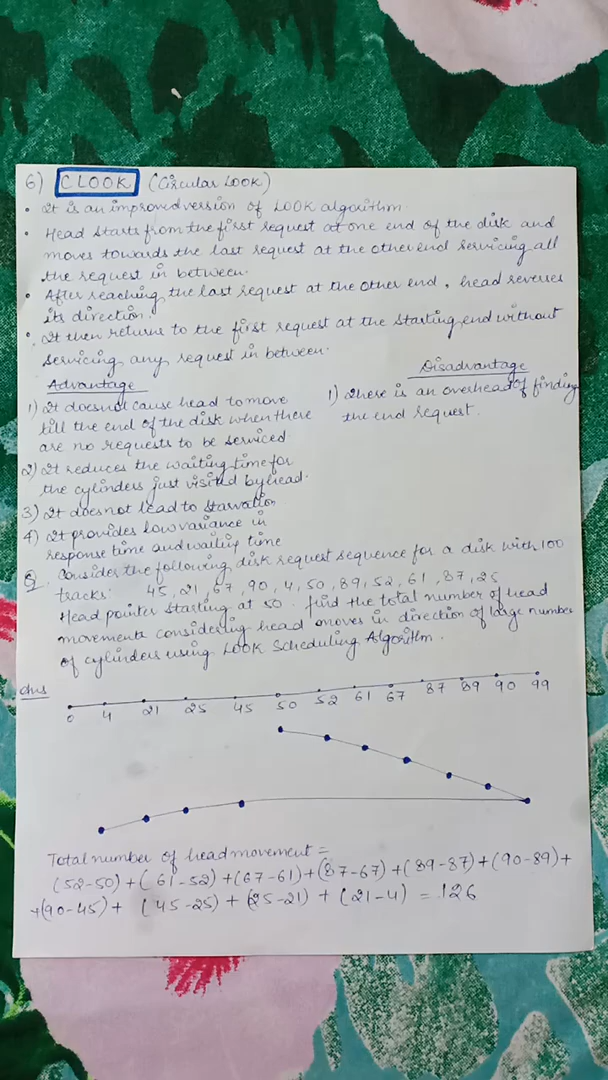 6) CLOOK (Circular LOOK)
• It is an improved version of LOOK algorithm.
• Head starts from the first request at one end of the disk and
moves towards the last request at the other end servicing all
the request in between.
• After reaching the last request at the other end, head reverses
its direction.
• It then returns to the first request at the starting end without
servicing any request in between.
Advantage
1) It doesnot cause head to move
till the end of the disk when there
are no requests to be serviced
2) It reduces the waiting time for
the cylinders just visited by head.
3) It does not lead to starvation
4) It provides low variance in
response time and waiting time
Disadvantage
1) There is an overhead of finding
the end request.
Q. Consider the following disk request sequence for a disk with 100
tracks: 45, 21, 67, 90, 4, 50, 89, 52, 61, 87, 25
Head pointer starting at 50. find the total number of head
movements considering head moves in direction of large number
of cylinders using LOOK Scheduling Algorithm.
Ans
0 4 21 25 45 50 52 61 67 87 89 90 99
Total number of headmovement =
(52-50) + (61-52) + (67-61) + (87-67) + (89-87) + (90-89) +
+(90-45) + (45-25) + (25-21) + (21-4) = 126